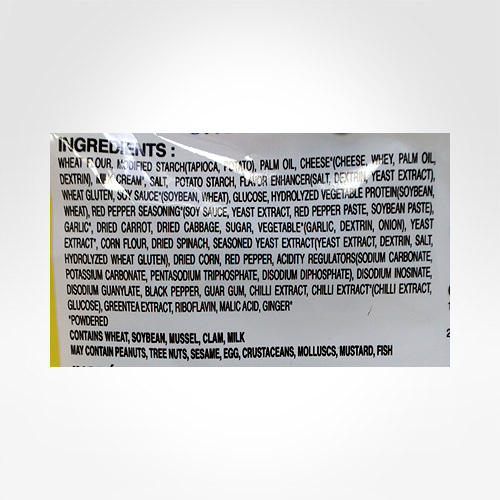 INGREDIENTS :
WHEAT FLOUR, MODIFIED STARCH(TAPIOCA, POTATO), PALM OIL, CHEESE*(CHEESE, WHEY, PALM OIL,
DEXTRIN), MILK CREAM*, SALT, POTATO STARCH, FLAVOR ENHANCER(SALT, DEXTRIN, YEAST EXTRACT),
WHEAT GLUTEN, SOY SAUCE*(SOYBEAN, WHEAT), GLUCOSE, HYDROLYZED VEGETABLE PROTEIN(SOYBEAN,
WHEAT), RED PEPPER SEASONING*(SOY SAUCE, YEAST EXTRACT, RED PEPPER PASTE, SOYBEAN PASTE),
GARLIC*, DRIED CARROT, DRIED CABBAGE, SUGAR, VEGETABLE*(GARLIC, DEXTRIN, ONION), YEAST
EXTRACT*, CORN FLOUR, DRIED SPINACH, SEASONED YEAST EXTRACT(YEAST EXTRACT, DEXTRIN, SALT,
HYDROLYZED WHEAT GLUTEN), DRIED CORN, RED PEPPER, ACIDITY REGULATORS(SODIUM CARBONATE,
POTASSIUM CARBONATE, PENTASODIUM TRIPHOSPHATE, DISODIUM DIPHOSPHATE), DISODIUM INOSINATE,
DISODIUM GUANYLATE, BLACK PEPPER, GUAR GUM, CHILLI EXTRACT, CHILLI EXTRACT*(CHILLI EXTRACT,
GLUCOSE), GREEN TEA EXTRACT, RIBOFLAVIN, MALIC ACID, GINGER*
*POWDERED
CONTAINS WHEAT, SOYBEAN, MUSSEL, CLAM, MILK
MAY CONTAIN PEANUTS, TREE NUTS, SESAME, EGG, CRUSTACEANS, MOLLUSCS, MUSTARD, FISH